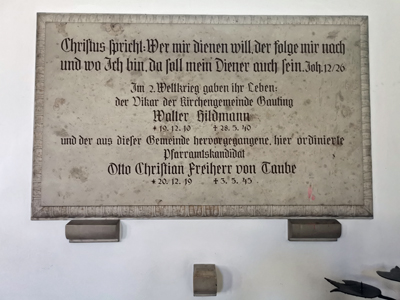 Christus spricht: Wer mir dienen will, der folge mir nach
und wo Ich bin, da soll mein Diener auch sein. Joh. 12/26
Im 2. Weltkrieg gaben ihr Leben:
der Vikar der Kirchengemeinde Gauting
Walter Hildmann
* 19. 12. 10 + 28. 5. 40
und der aus dieser Gemeinde hervorgegangene, hier ordinierte
Pfarramtskandidat
Otto Christian Freiherr von Taube
* 20. 12. 19 + 3. 5. 45